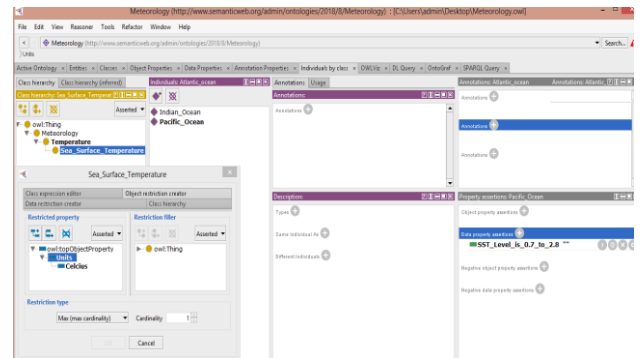 Meteorology (http://www.semanticweb.org/admin/ontologies/2018/8/Meteorology) : [C:\Users\admin\Desktop\Meteorology.owl]
File Edit View Reasoner Tools Refactor Window Help
Meteorology (http://www.semanticweb.org/admin/ontologies/2018/8/Meteorology)
Search...
Units
Active Ontology × Entities × Classes × Object Properties × Data Properties × Annotation Properties × Individuals by class × OWLViz × DL Query × OntoGraf × SPARQL Query ×
Class hierarchy Class hierarchy (inferred)
Class hierarchy: Sea_Surface_Temperat
Asserted
owl:Thing
Meteorology
Temperature
Sea_Surface_Temperature
Individuals: Atlantic_ocean
Indian_Ocean
Pacific_Ocean
Annotations Usage
Annotations:
Annotations
Annotations: Atlantic_ocean Annotations: Atlantic_
Annotations
Annotations
Annotations
Description:
Types
Same Individual As
Different Individuals
Property assertions: Pacific_Ocean
Object property assertions
Data property assertions
SST_Level_is_0.7_to_2.8 ""
Negative object property assertions
Negative data property assertions
Sea_Surface_Temperature
Class expression editor Object restriction creator
Data restriction creator Class hierarchy
Restricted property Restriction filler
Asserted Asserted
owl:topObjectProperty owl:Thing
Units
Celcius
Restriction type
Max (max cardinality) Cardinality 1
Cancel